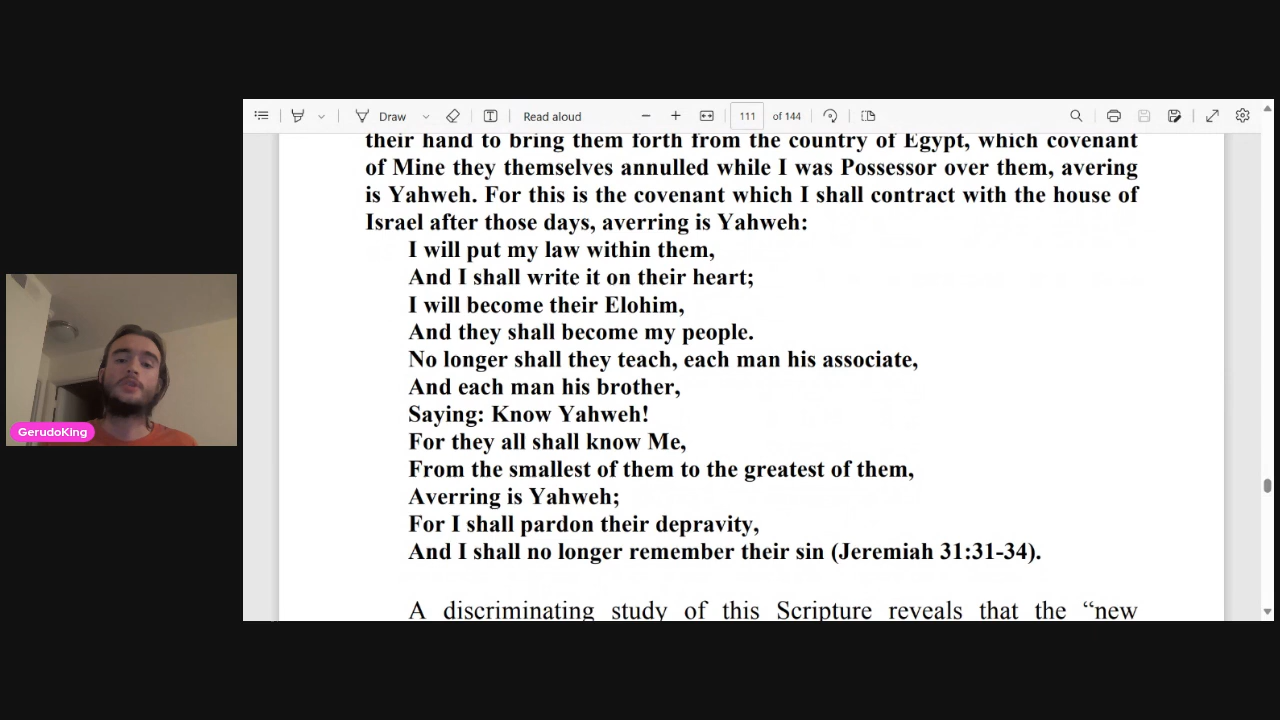 Draw
Read aloud
111 of 144
their hand to bring them forth from the country of Egypt, which covenant
of Mine they themselves annulled while I was Possessor over them, avering
is Yahweh. For this is the covenant which I shall contract with the house of
Israel after those days, averring is Yahweh:
I will put my law within them,
And I shall write it on their heart;
I will become their Elohim,
And they shall become my people.
No longer shall they teach, each man his associate,
And each man his brother,
Saying: Know Yahweh!
For they all shall know Me,
From the smallest of them to the greatest of them,
Averring is Yahweh;
For I shall pardon their depravity,
And I shall no longer remember their sin (Jeremiah 31:31-34).
A discriminating study of this Scripture reveals that the “new
GerudoKing